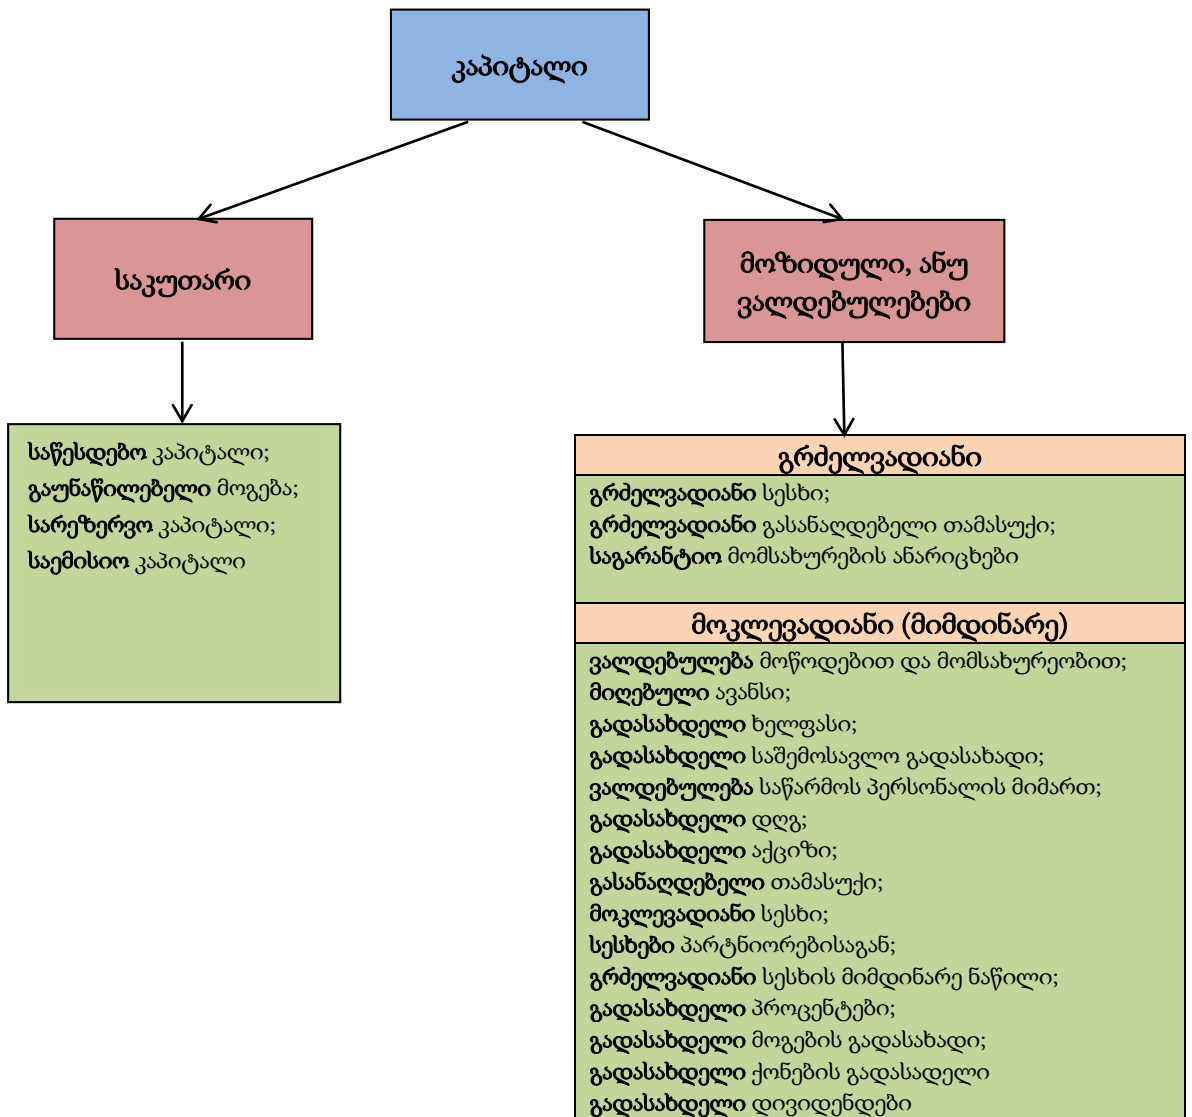 კაპიტალი
საკუთარი
მოზიდული, ანუ
ვალდებულებები
საწესდებო კაპიტალი;
გაუნაწილებელი მოგება;
სარეზერვო კაპიტალი;
საემისიო კაპიტალი
გრძელვადიანი
გრძელვადიანი სესხი;
გრძელვადიანი გასანაღდებელი თამასუქი;
საგარანტიო მომსახურების ანარიცხები
მოკლევადიანი (მიმდინარე)
ვალდებულება მოწოდებით და მომსახურეობით;
მიღებული ავანსი;
გადასახდელი ხელფასი;
გადასახდელი საშემოსავლო გადასახადი;
ვალდებულება საწარმოს პერსონალის მიმართ;
გადასახდელი დღგ;
გადასახდელი აქციზი;
გასანაღდებელი თამასუქი;
მოკლევადიანი სესხი;
სესხები პარტნიორებისაგან;
გრძელვადიანი სესხის მიმდინარე ნაწილი;
გადასახდელი პროცენტები;
გადასახდელი მოგების გადასახადი;
გადასახდელი ქონების გადასადელი
გადასახდელი დივიდენდები